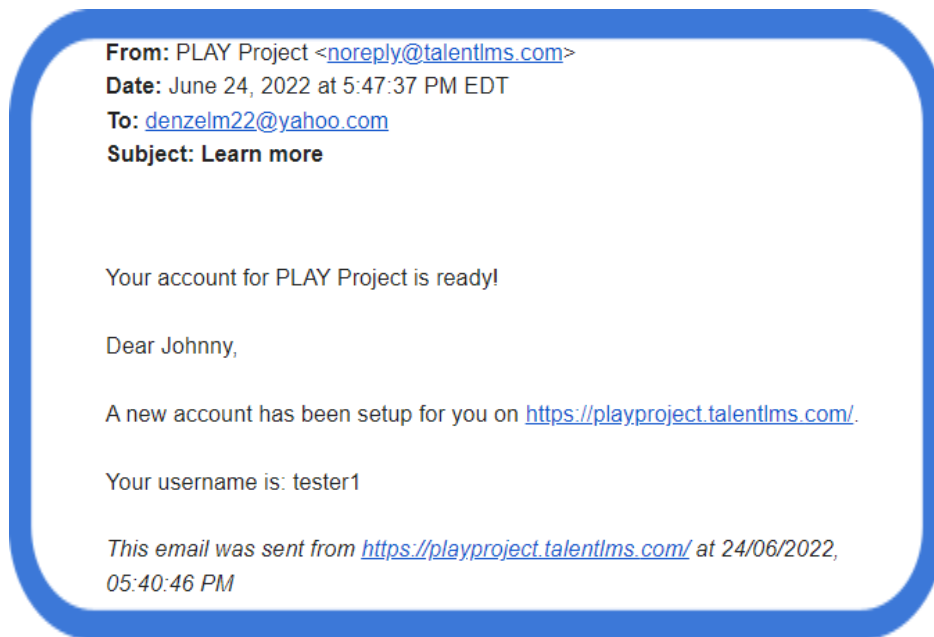 From: PLAY Project <noreply@talentlms.com>
Date: June 24, 2022 at 5:47:37 PM EDT
To: denzelm22@yahoo.com
Subject: Learn more
Your account for PLAY Project is ready!
Dear Johnny,
A new account has been setup for you on https://playproject.talentlms.com/.
Your username is: tester1
This email was sent from https://playproject.talentlms.com/ at 24/06/2022,
05:40:46 PM